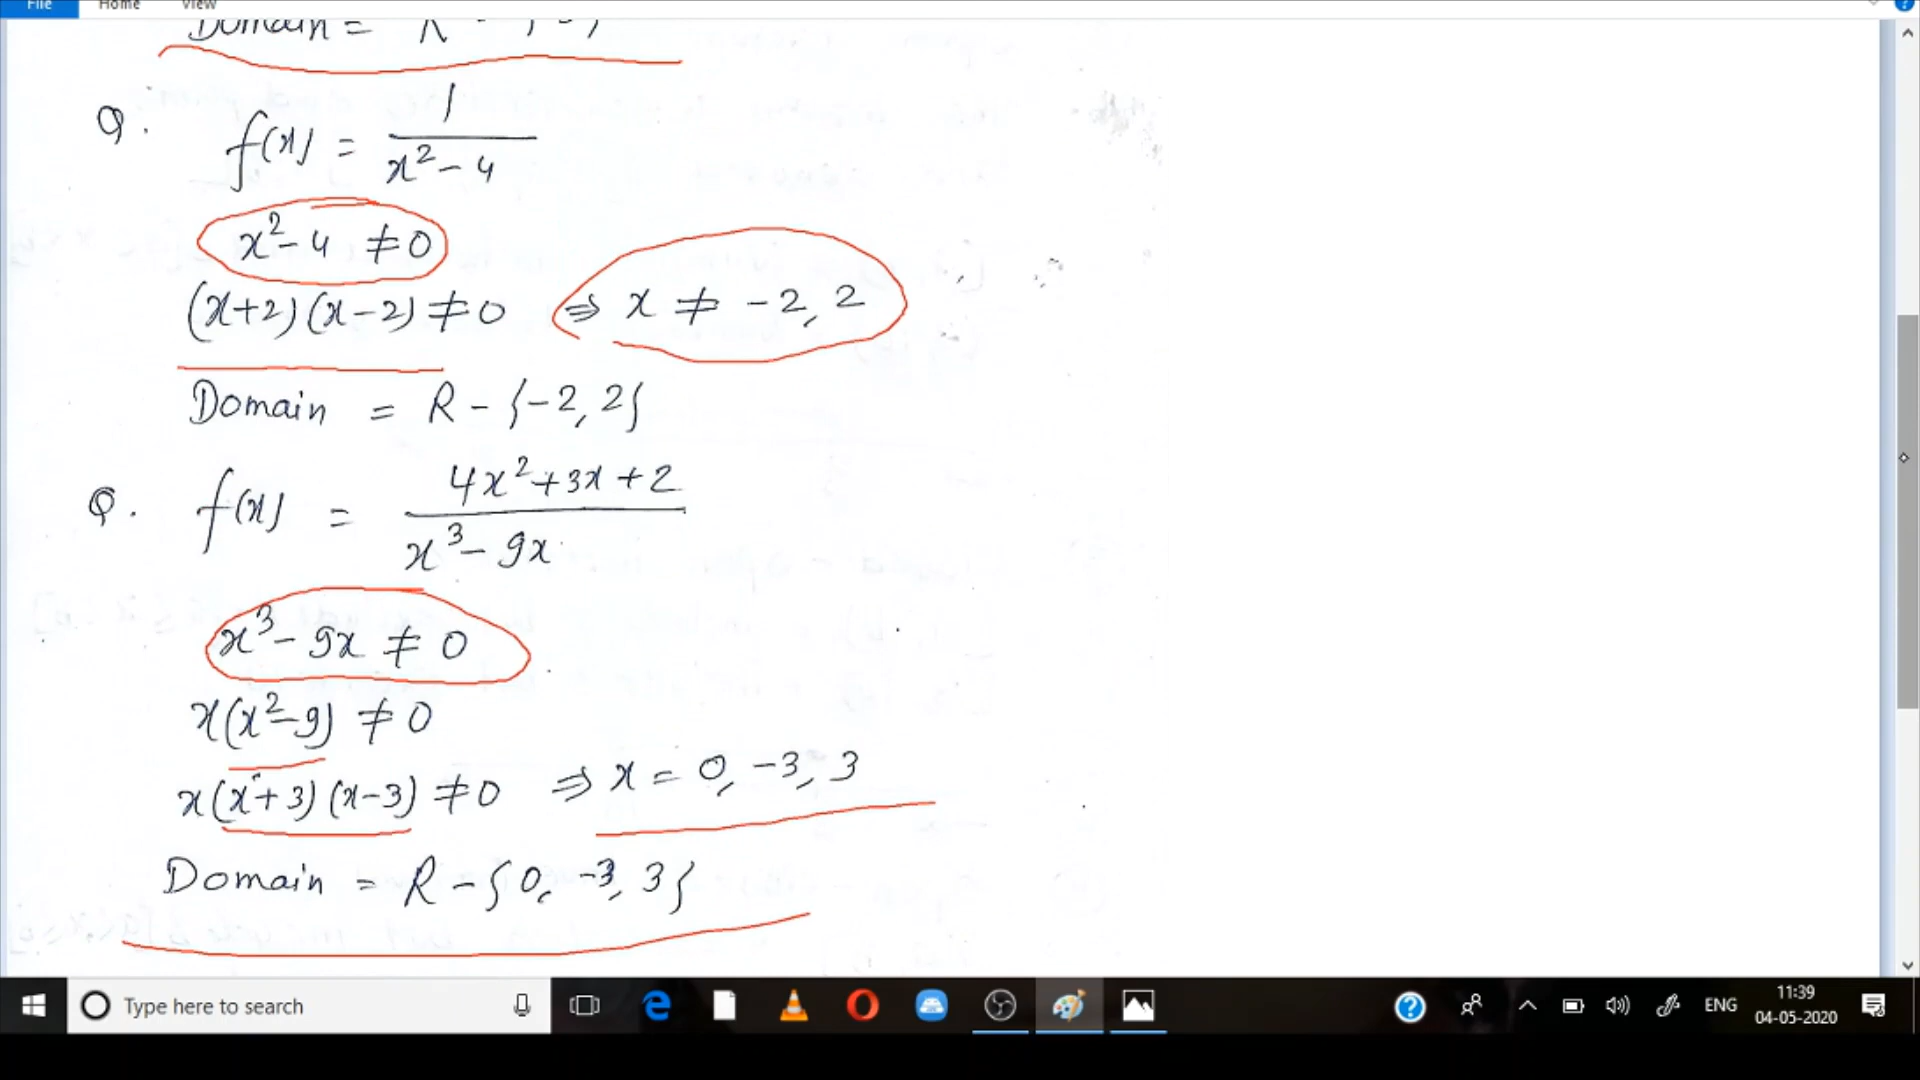 File Home View
Domain = R -
Q. f(x) = 1 / x² - 4
x² - 4 ≠ 0
(x+2)(x-2) ≠ 0 ⇒ x ≠ -2, 2
Domain = R - {-2, 2}
Q. f(x) = 4x² + 3x + 2 / x³ - 9x
x³ - 9x ≠ 0
x(x² - 9) ≠ 0
x(x+3)(x-3) ≠ 0 ⇒ x = 0, -3, 3
Domain = R - {0, -3, 3}
Type here to search
ENG
11:39
04-05-2020